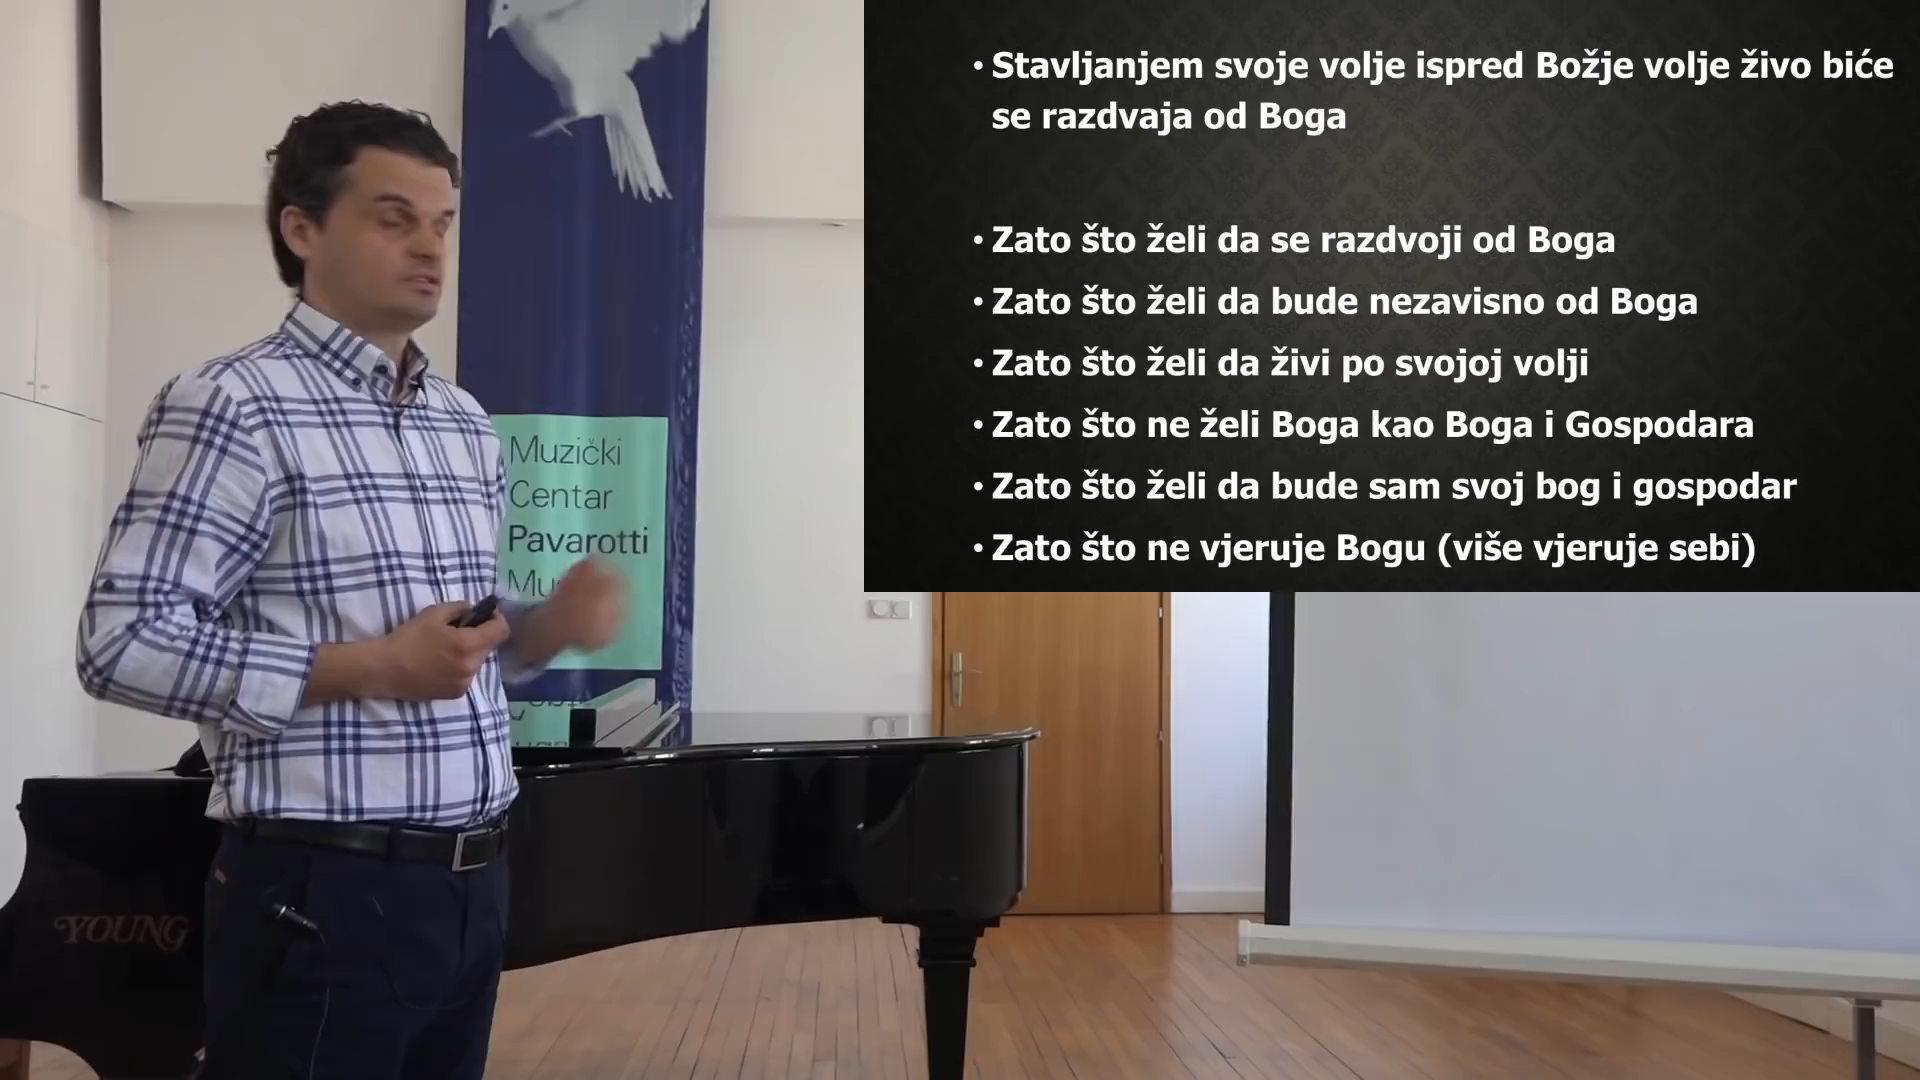 • Stavljanjem svoje volje ispred Božje volje živo biće
se razdvaja od Boga
• Zato što želi da se razdvoji od Boga
• Zato što želi da bude nezavisno od Boga
• Zato što želi da živi po svojoj volji
• Zato što ne želi Boga kao Boga i Gospodara
• Zato što želi da bude sam svoj bog i gospodar
• Zato što ne vjeruje Bogu (više vjeruje sebi)
Muzički
Centar
Pavarotti
YOUNG